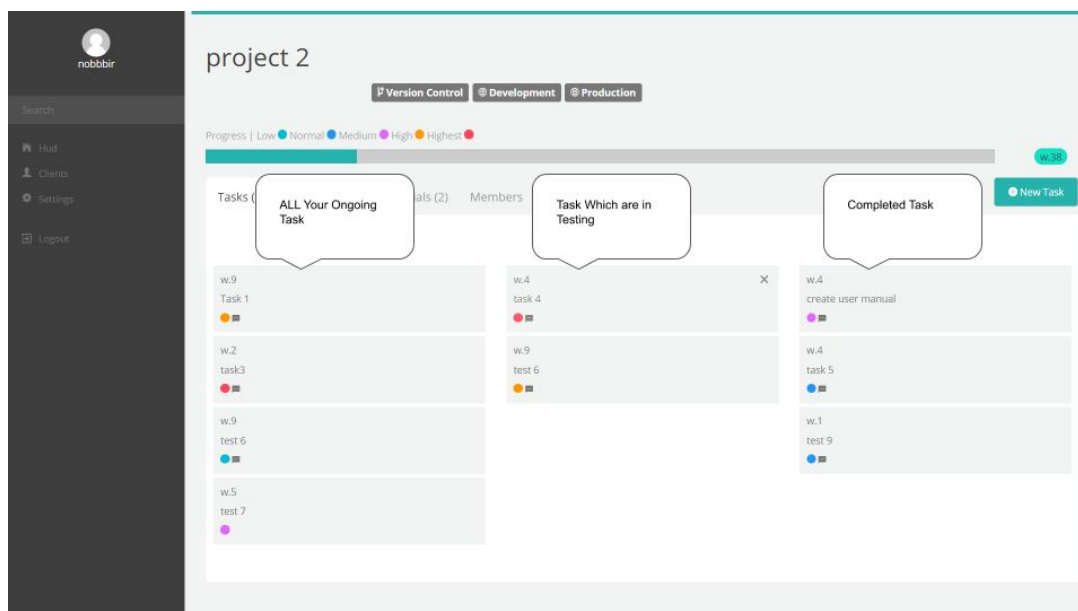 nobbbir
Search
Hud
Clients
Settings
Logout
project 2
Version Control Development Production
Progress | Low Normal Medium High Highest
w.38
Tasks ( ials (2) Members
New Task
ALL Your Ongoing
Task
Task Which are in
Testing
Completed Task
w.9
Task 1
w.2
task3
w.9
test 6
w.5
test 7
w.4
task 4
w.9
test 6
w.4
create user manual
w.4
task 5
w.1
test 9